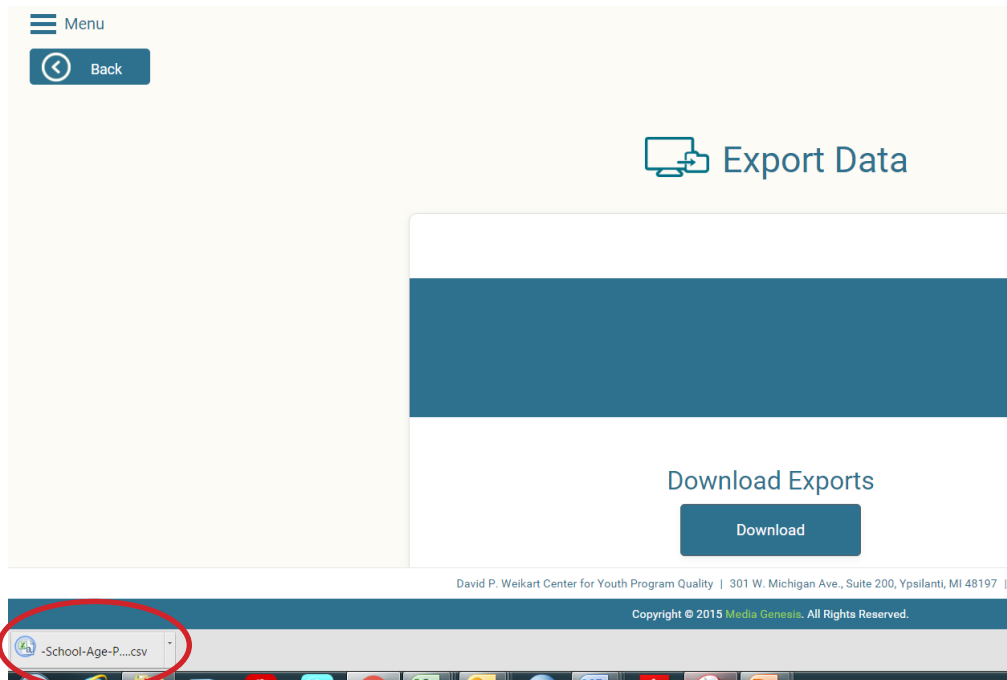 Menu
Back
Export Data
Download Exports
Download
David P. Weikart Center for Youth Program Quality | 301 W. Michigan Ave., Suite 200, Ypsilanti, MI 48197 |
Copyright © 2015 Media Genesis. All Rights Reserved.
-School-Age-P....csv